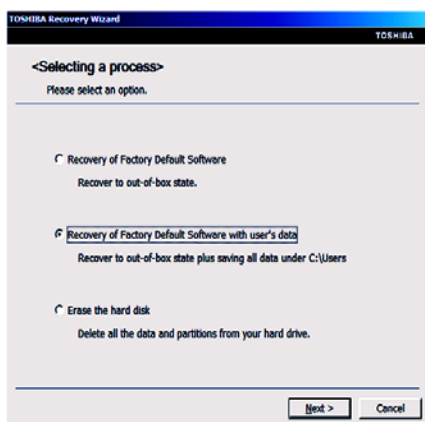 TOSHIBA Recovery Wizard
TOSHIBA
<Selecting a process>
Please select an option.
Recovery of Factory Default Software
Recover to out-of-box state.
Recovery of Factory Default Software with user's data
Recover to out-of-box state plus saving all data under C:\Users
Erase the hard disk
Delete all the data and partitions from your hard drive.
Next >
Cancel